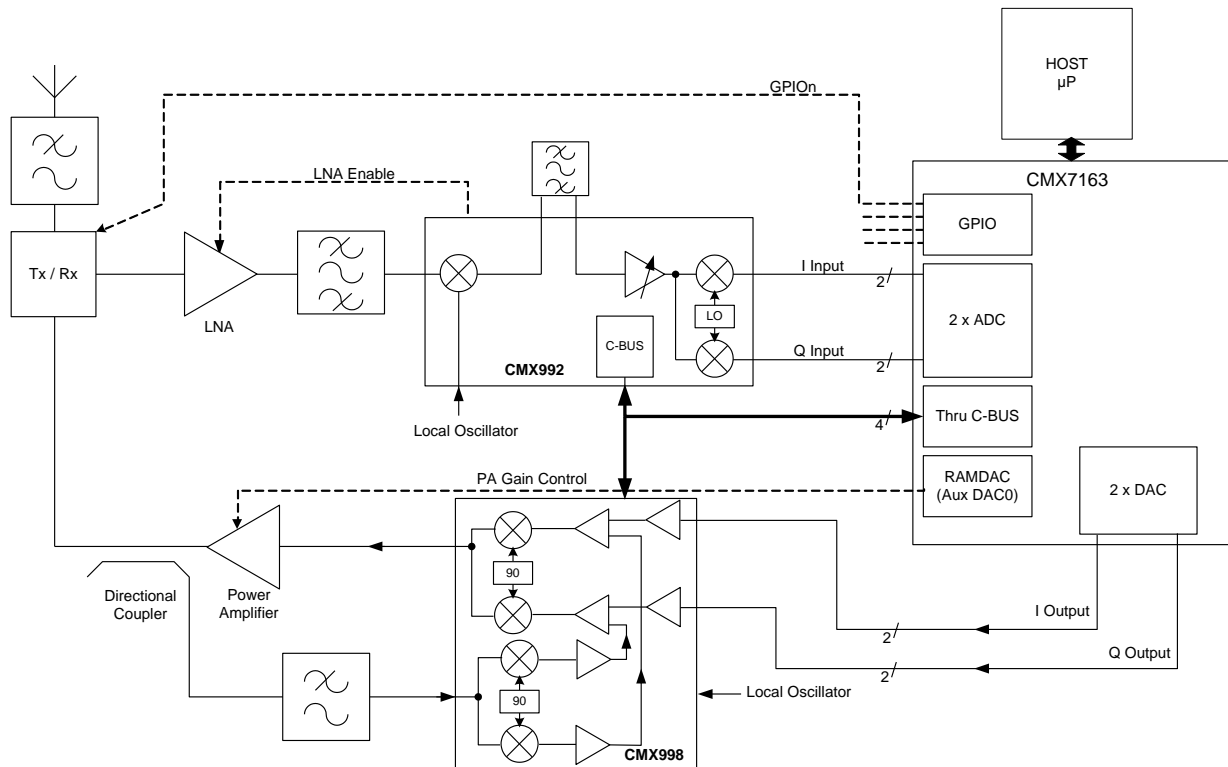 HOST
µP
GPIOn
CMX7163
LNA Enable
GPIO
Tx / Rx
I Input
2
LNA
LO
2 x ADC
C-BUS
Q Input
2
CMX992
Local Oscillator
4
Thru C-BUS
PA Gain Control
RAMDAC
(Aux DAC0)
2 x DAC
90
Directional
Coupler
Power
Amplifier
I Output
2
Q Output
2
90
Local Oscillator
CMX998